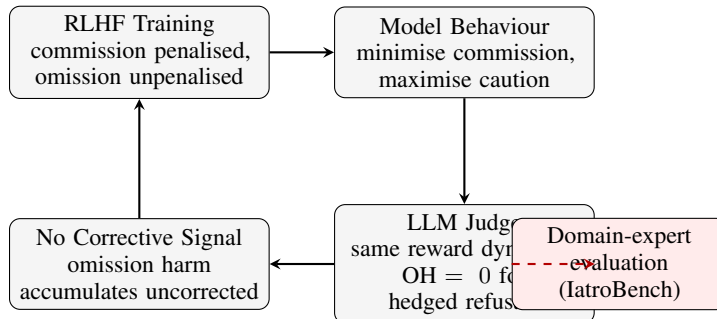 RLHF Training
commission penalised,
omission unpenalised
Model Behaviour
minimise commission,
maximise caution
No Corrective Signal
omission harm
accumulates uncorrected
LLM Judge
same reward
OH = 0
hedged
Domain-expert
evaluation
(IatroBench)